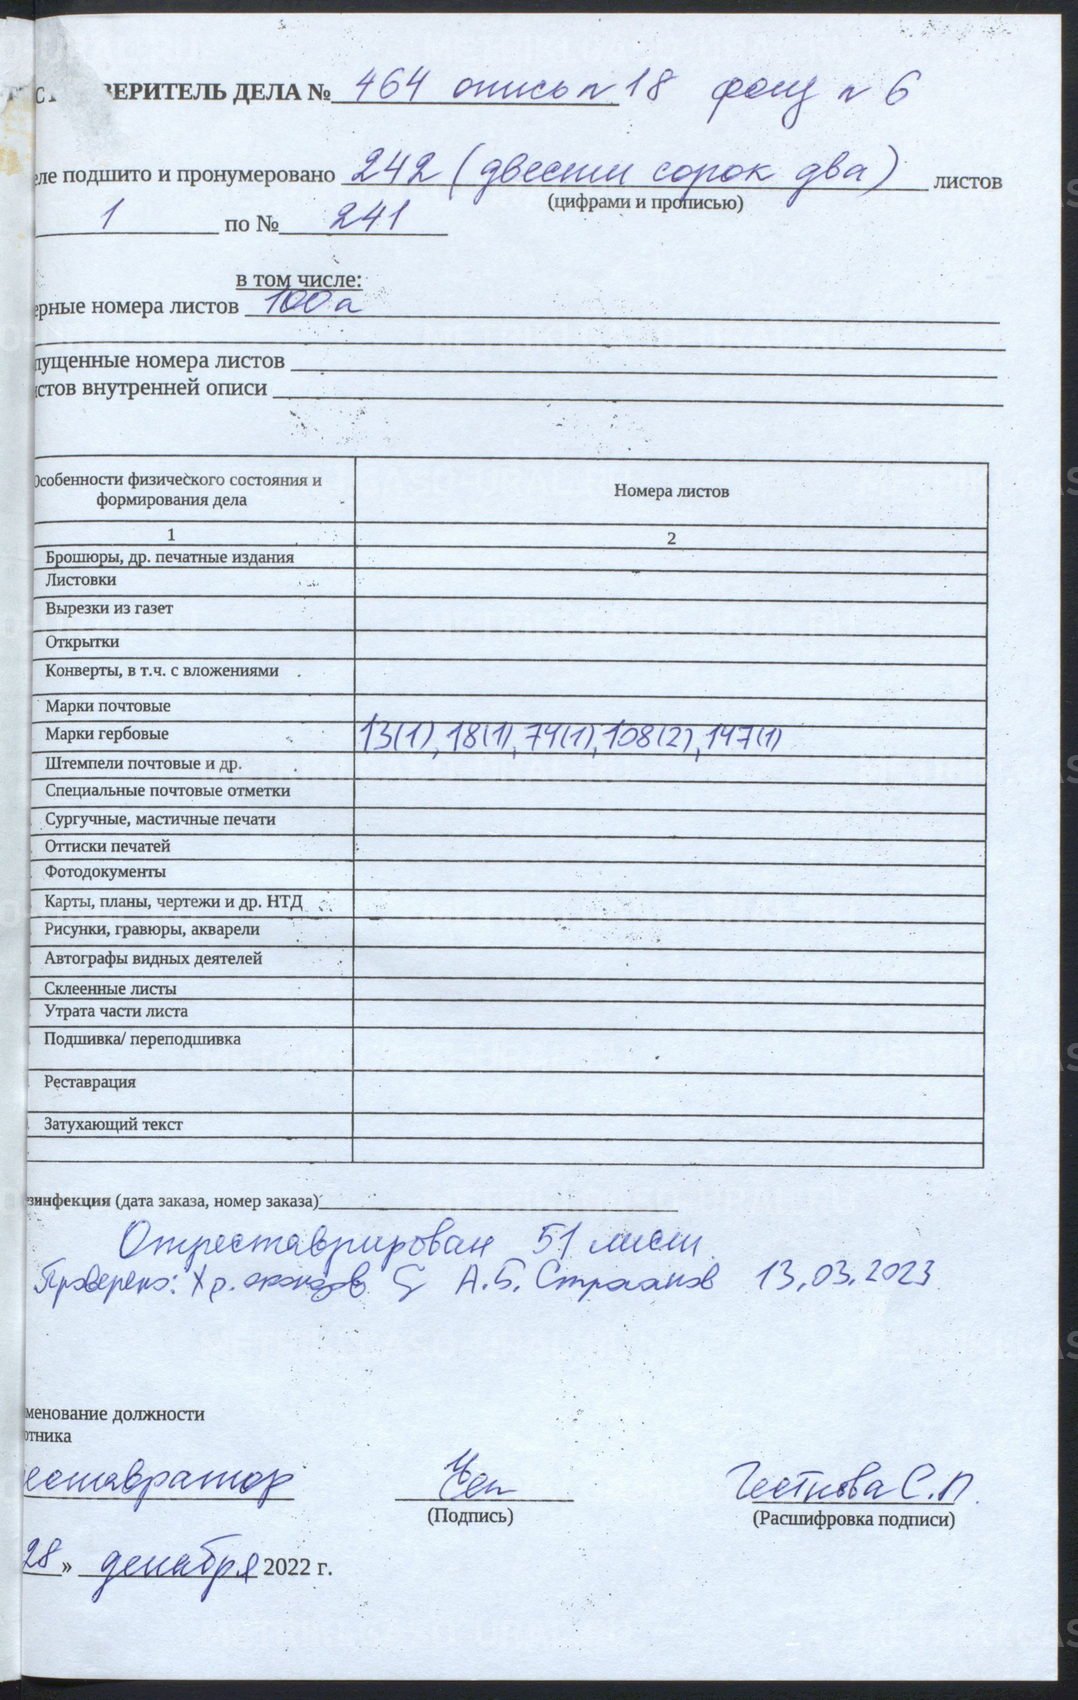 ВЕРИТЕЛЬ ДЕЛА № 464 опись N 18 фонд N 6
еле подшито и пронумеровано 242 (двести сорок два) листов
(цифрами и прописью)
1 по № 241
в том числе:
ерные номера листов 100а
пущенные номера листов
стов внутренней описи
Особенности физического состояния и формирования дела Номера листов
1 2
Брошюры, др. печатные издания
Листовки
Вырезки из газет
Открытки
Конверты, в т.ч. с вложениями
Марки почтовые
Марки гербовые 13(1), 18(1), 74(1), 108(2), 147(1)
Штемпели почтовые и др.
Специальные почтовые отметки
Сургучные, мастичные печати
Оттиски печатей
Фотодокументы
Карты, планы, чертежи и др. НТД
Рисунки, гравюры, акварели
Автографы видных деятелей
Склеенные листы
Утрата части листа
Подшивка/ переподшивка
Реставрация
Затухающий текст
езинфекция (дата заказа, номер заказа)
Отреставрирован 51 лист
Проверено: Хр. фондов А.Б. 13.03.2023
менование должности
отника
еставратор
(Подпись) (Расшифровка подписи)
28 » декабря 2022 г.